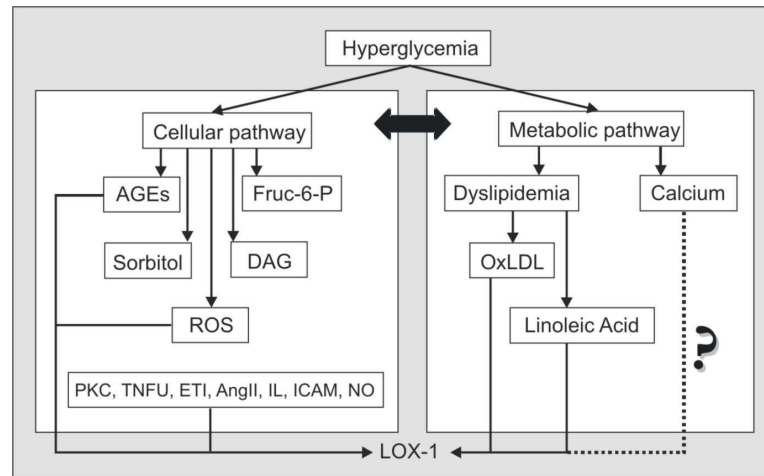 Hyperglycemia
Cellular pathway
Metabolic pathway
AGEs
Fruc-6-P
Dyslipidemia
Calcium
Sorbitol
DAG
OxLDL
ROS
Linoleic Acid
?
PKC, TNFU, ETI, AngII, IL, ICAM, NO
LOX-1